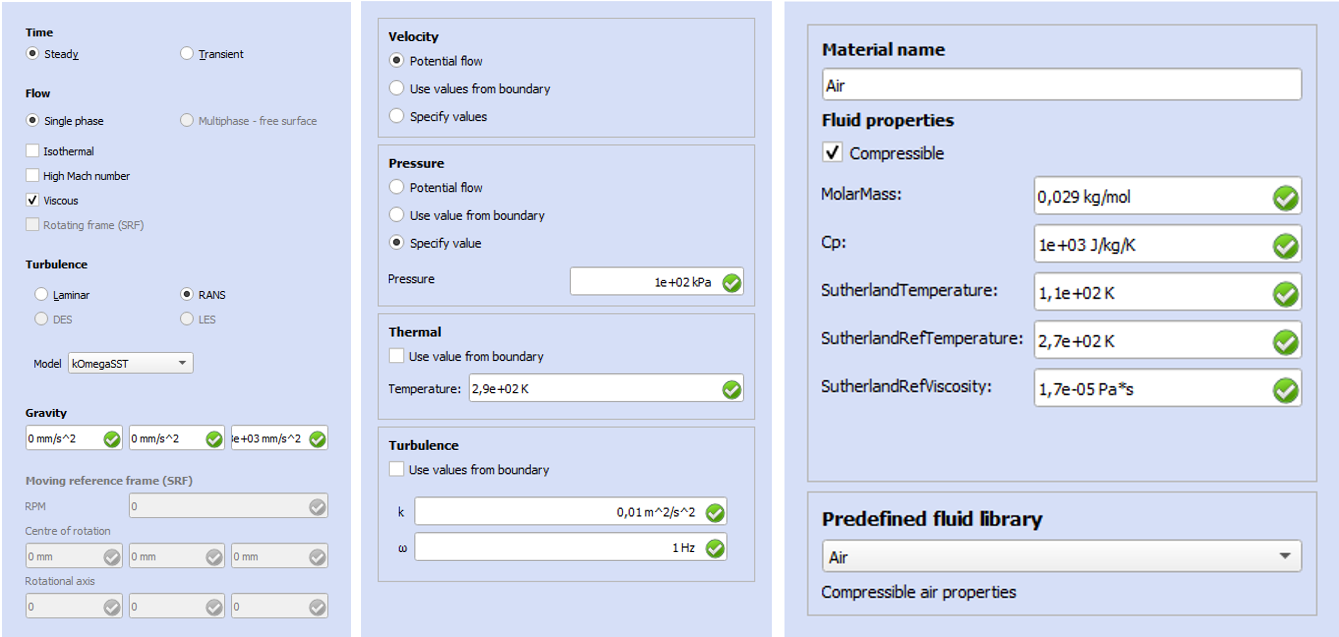 Time
Steady Transient
Flow
Single phase Multiphase - free surface
Isothermal
High Mach number
Viscous
Rotating frame (SRF)
Turbulence
Laminar RANS
DES LES
Model kOmegaSST
Gravity
0 mm/s^2 0 mm/s^2 e+03 mm/s^2
Moving reference frame (SRF)
RPM 0
Centre of rotation
0 mm 0 mm 0 mm
Rotational axis
0 0 0
Velocity
Potential flow
Use values from boundary
Specify values
Pressure
Potential flow
Use value from boundary
Specify value
Pressure 1e+02 kPa
Thermal
Use value from boundary
Temperature: 2,9e+02 K
Turbulence
Use values from boundary
k 0,01 m^2/s^2
ω 1 Hz
Material name
Air
Fluid properties
Compressible
MolarMass: 0,029 kg/mol
Cp: 1e+03 J/kg/K
SutherlandTemperature: 1,1e+02 K
SutherlandRefTemperature: 2,7e+02 K
SutherlandRefViscosity: 1,7e-05 Pa*s
Predefined fluid library
Air
Compressible air properties